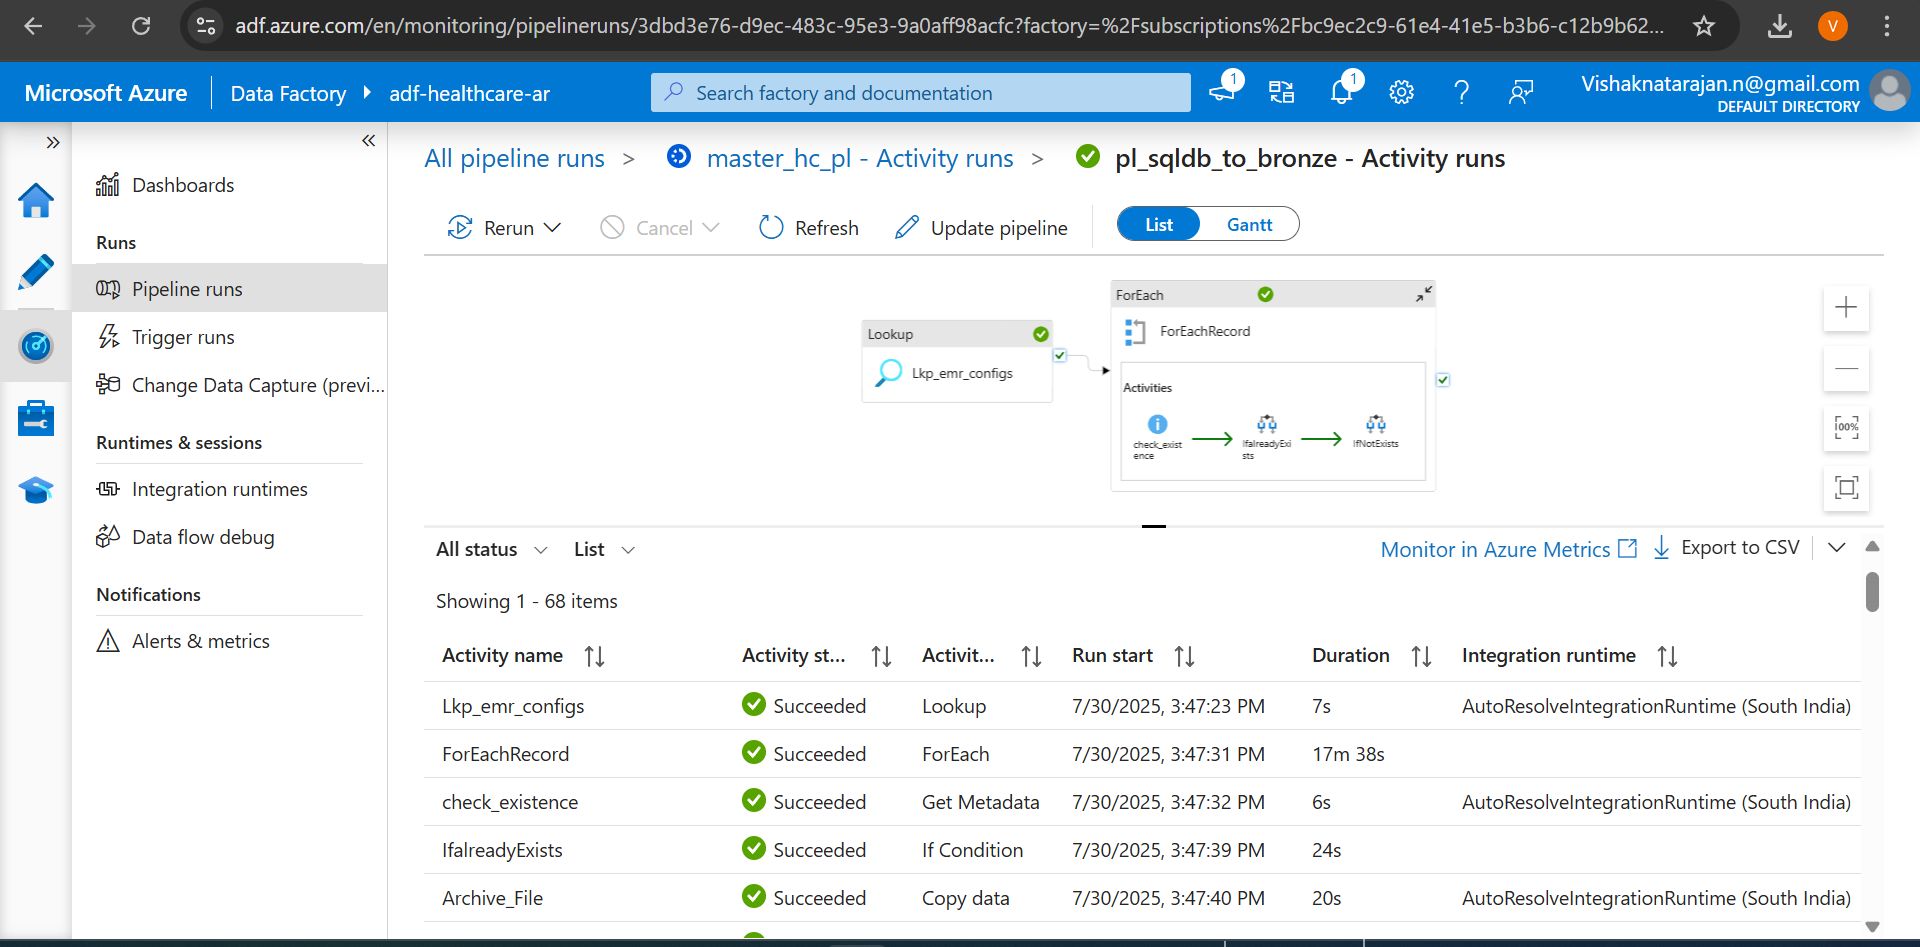 adf.azure.com/en/monitoring/pipelineruns/3dbd3e76-d9ec-483c-95e3-9a0aff98acfc?factory=%2Fsubscriptions%2Fbc9ec2c9-61e4-41e5-b3b6-c12b9b62...
V
Microsoft Azure
Data Factory
adf-healthcare-ar
Search factory and documentation
1
1
Vishaknatarajan.n@gmail.com
DEFAULT DIRECTORY
Dashboards
Runs
Pipeline runs
Trigger runs
Change Data Capture (previ...
Runtimes & sessions
Integration runtimes
Data flow debug
Notifications
Alerts & metrics
All pipeline runs > master_hc_pl - Activity runs > pl_sqldb_to_bronze - Activity runs
Rerun
Cancel
Refresh
Update pipeline
List
Gantt
Lookup
Lkp_emr_configs
ForEach
ForEachRecord
Activities
check_exist
ence
IfalreadyExi
sts
IfNotExists
100%
All status
List
Monitor in Azure Metrics
Export to CSV
Showing 1 - 68 items
Activity name Activity st... Activit... Run start Duration Integration runtime
Lkp_emr_configs Succeeded Lookup 7/30/2025, 3:47:23 PM 7s AutoResolveIntegrationRuntime (South India)
ForEachRecord Succeeded ForEach 7/30/2025, 3:47:31 PM 17m 38s
check_existence Succeeded Get Metadata 7/30/2025, 3:47:32 PM 6s AutoResolveIntegrationRuntime (South India)
IfalreadyExists Succeeded If Condition 7/30/2025, 3:47:39 PM 24s
Archive_File Succeeded Copy data 7/30/2025, 3:47:40 PM 20s AutoResolveIntegrationRuntime (South India)